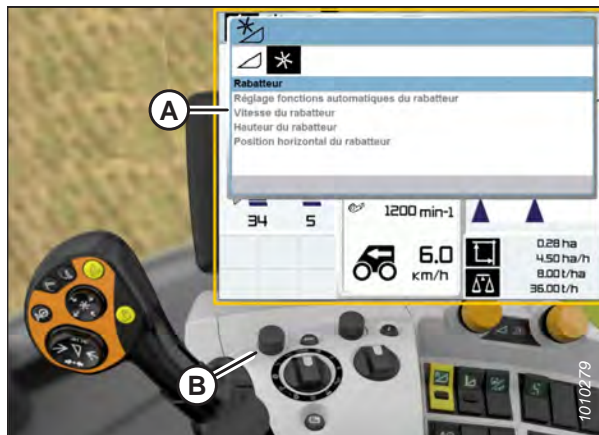 Rabatteur
Réglage fonctions automatiques du rabatteur
Vitesse du rabatteur
Hauteur du rabatteur
Position horizontal du rabatteur
A
34 5
1200 min-1
6.0
km/h
0.28 ha
4.50 ha/h
8.00 t/ha
36.00 t/h
B
1010279